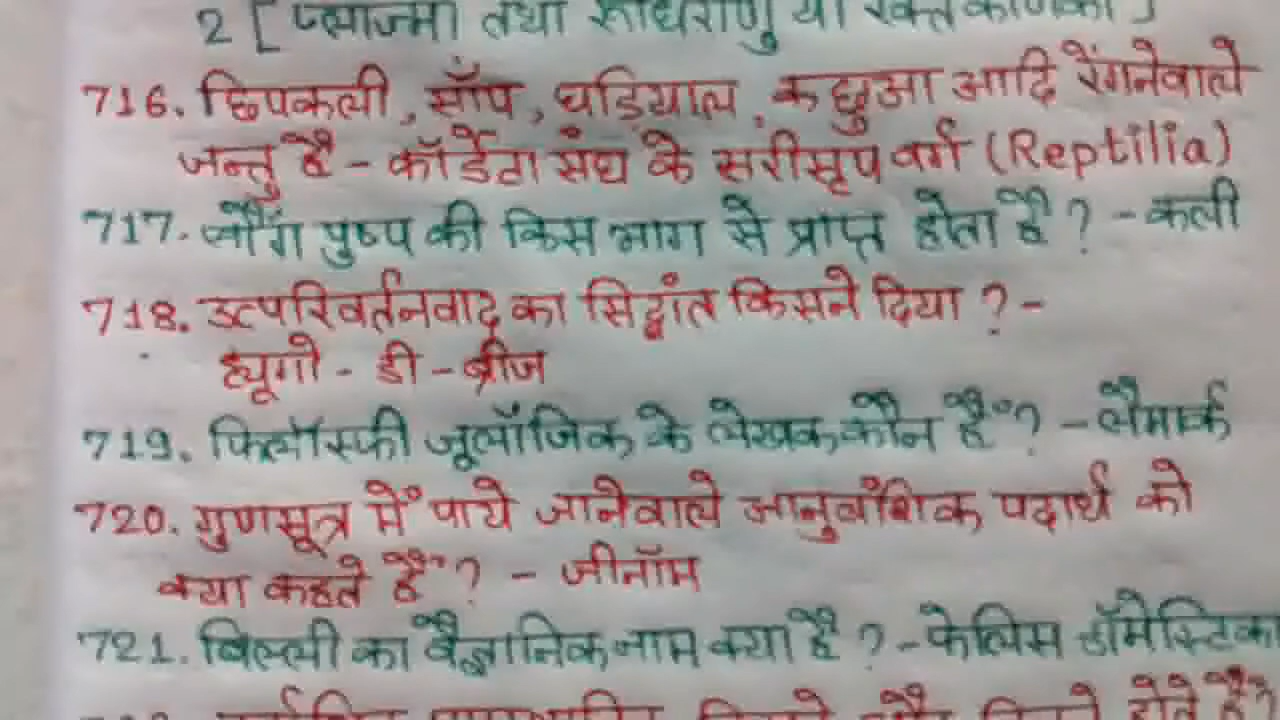 2 [ प्लाज्मा तथा रूधिराणु या रक्त कणिका ]
716. छिपकली, साँप, घड़ियाल, कछुआ आदि रेंगनेवाले
जन्तु है - कॉर्डेटा संघ के सरीसृप वर्ग (Reptilia)
717. लौंग पुष्प की किस भाग से प्राप्त होता है ? - कली
718. उत्परिवर्तनवाद का सिद्धांत किसने दिया ? -
ह्यूगो - डी - ब्रीज
719. फिलॉस्फी जूलॉजिक के लेखक कौन हैं ? - लैमार्क
720. गुणसूत्र में पाये जानेवाले आनुवंशिक पदार्थ को
क्या कहते हैं ? - जीनॉम
721. बिल्ली का वैज्ञानिक नाम क्या है ? - फेलिस डॉमेस्टिका